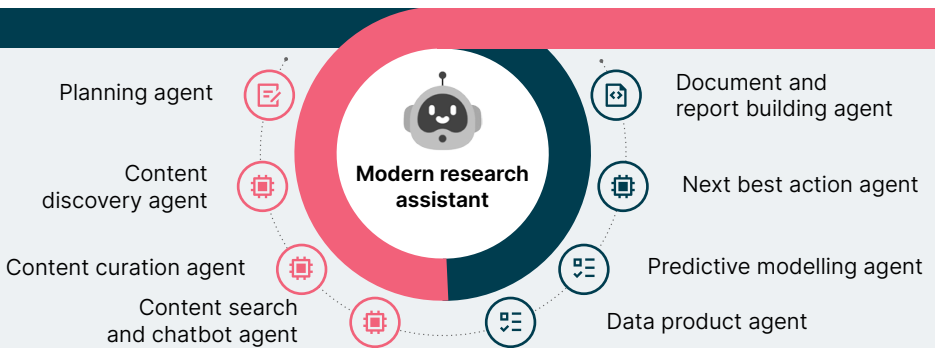 Planning agent
Content
discovery agent
Content curation agent
Content search
and chatbot agent
Modern research
assistant
Document and
report building agent
Next best action agent
Predictive modelling agent
Data product agent